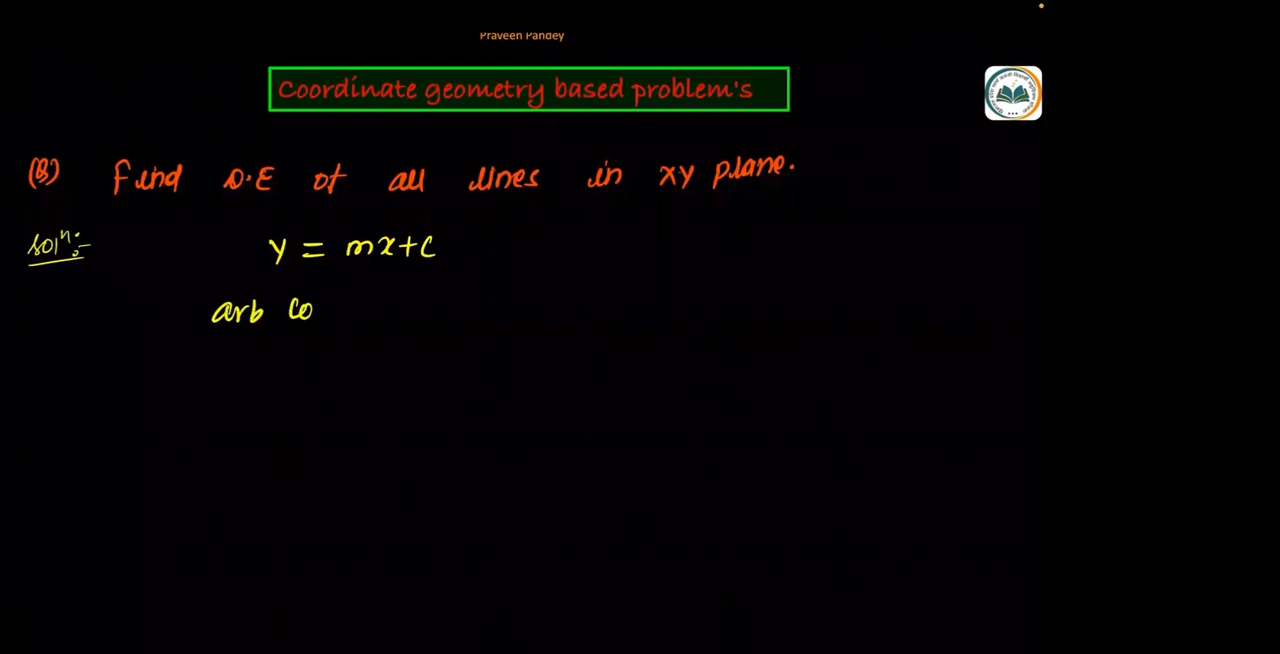 Praveen Pandey
Coordinate geometry based problem's
(Q) Find D.E of all lines in XY plane.
Solⁿ:- y = mx+c
arb co